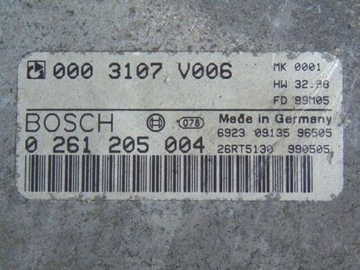 000 3107 V006
MK 0001
HW 32.98
FD 99M05
BOSCH
078
Made in Germany
6923 09135 96505
0 261 205 004
26RT5130 990505